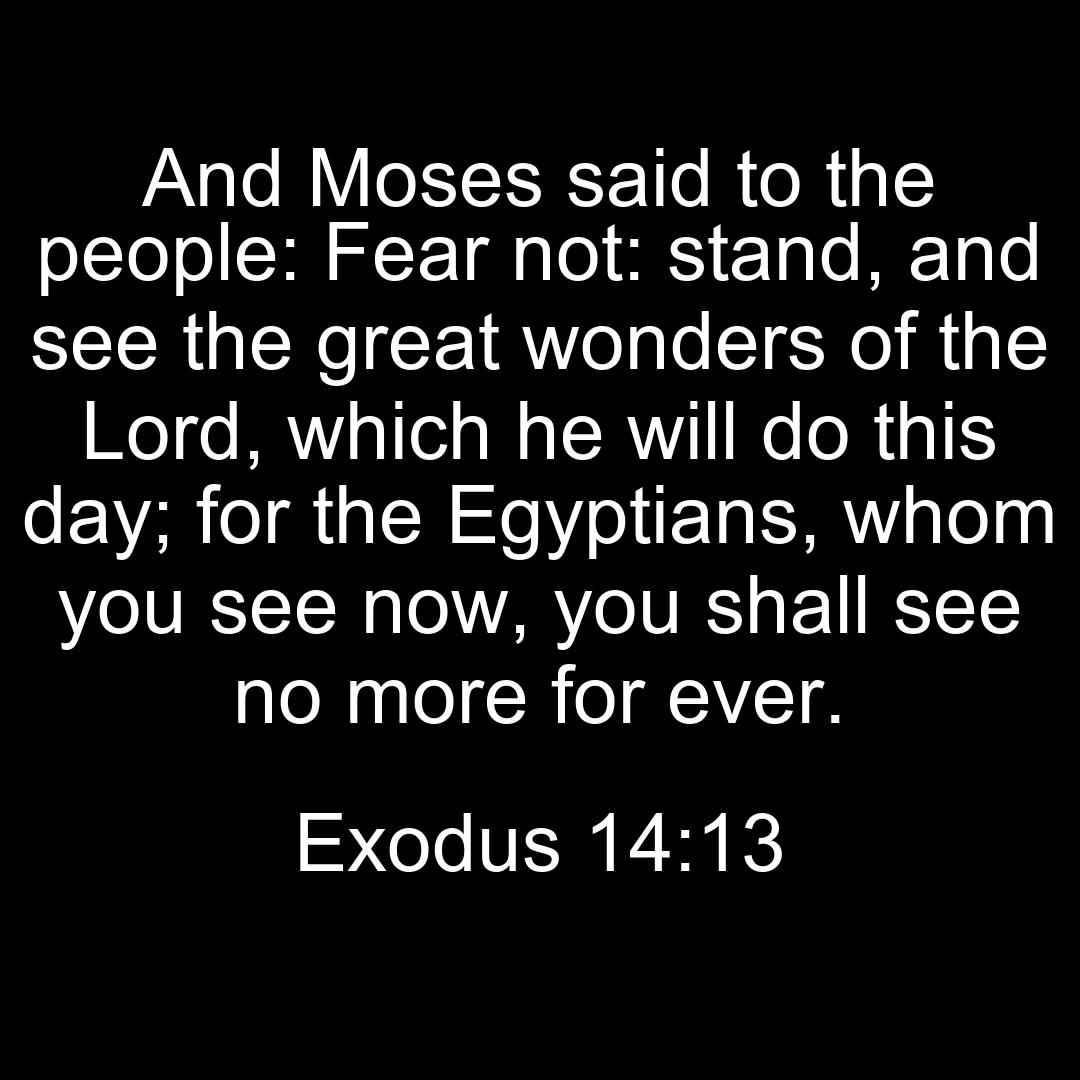 And Moses said to the
people: Fear not: stand, and
see the great wonders of the
Lord, which he will do this
day; for the Egyptians, whom
you see now, you shall see
no more for ever.
Exodus 14:13